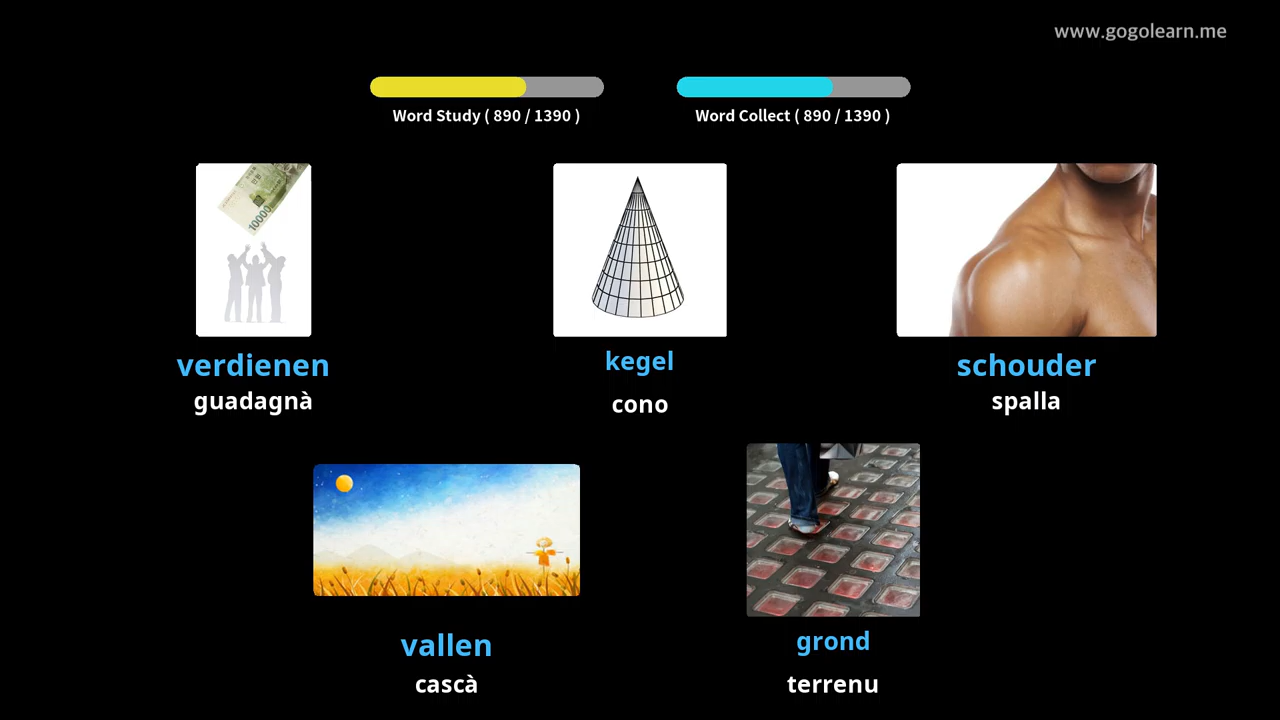 www.gogolearn.me
Word Study ( 890 / 1390 )
Word Collect ( 890 / 1390 )
10000
verdienen
guadagnà
kegel
cono
schouder
spalla
vallen
cascà
grond
terrenu